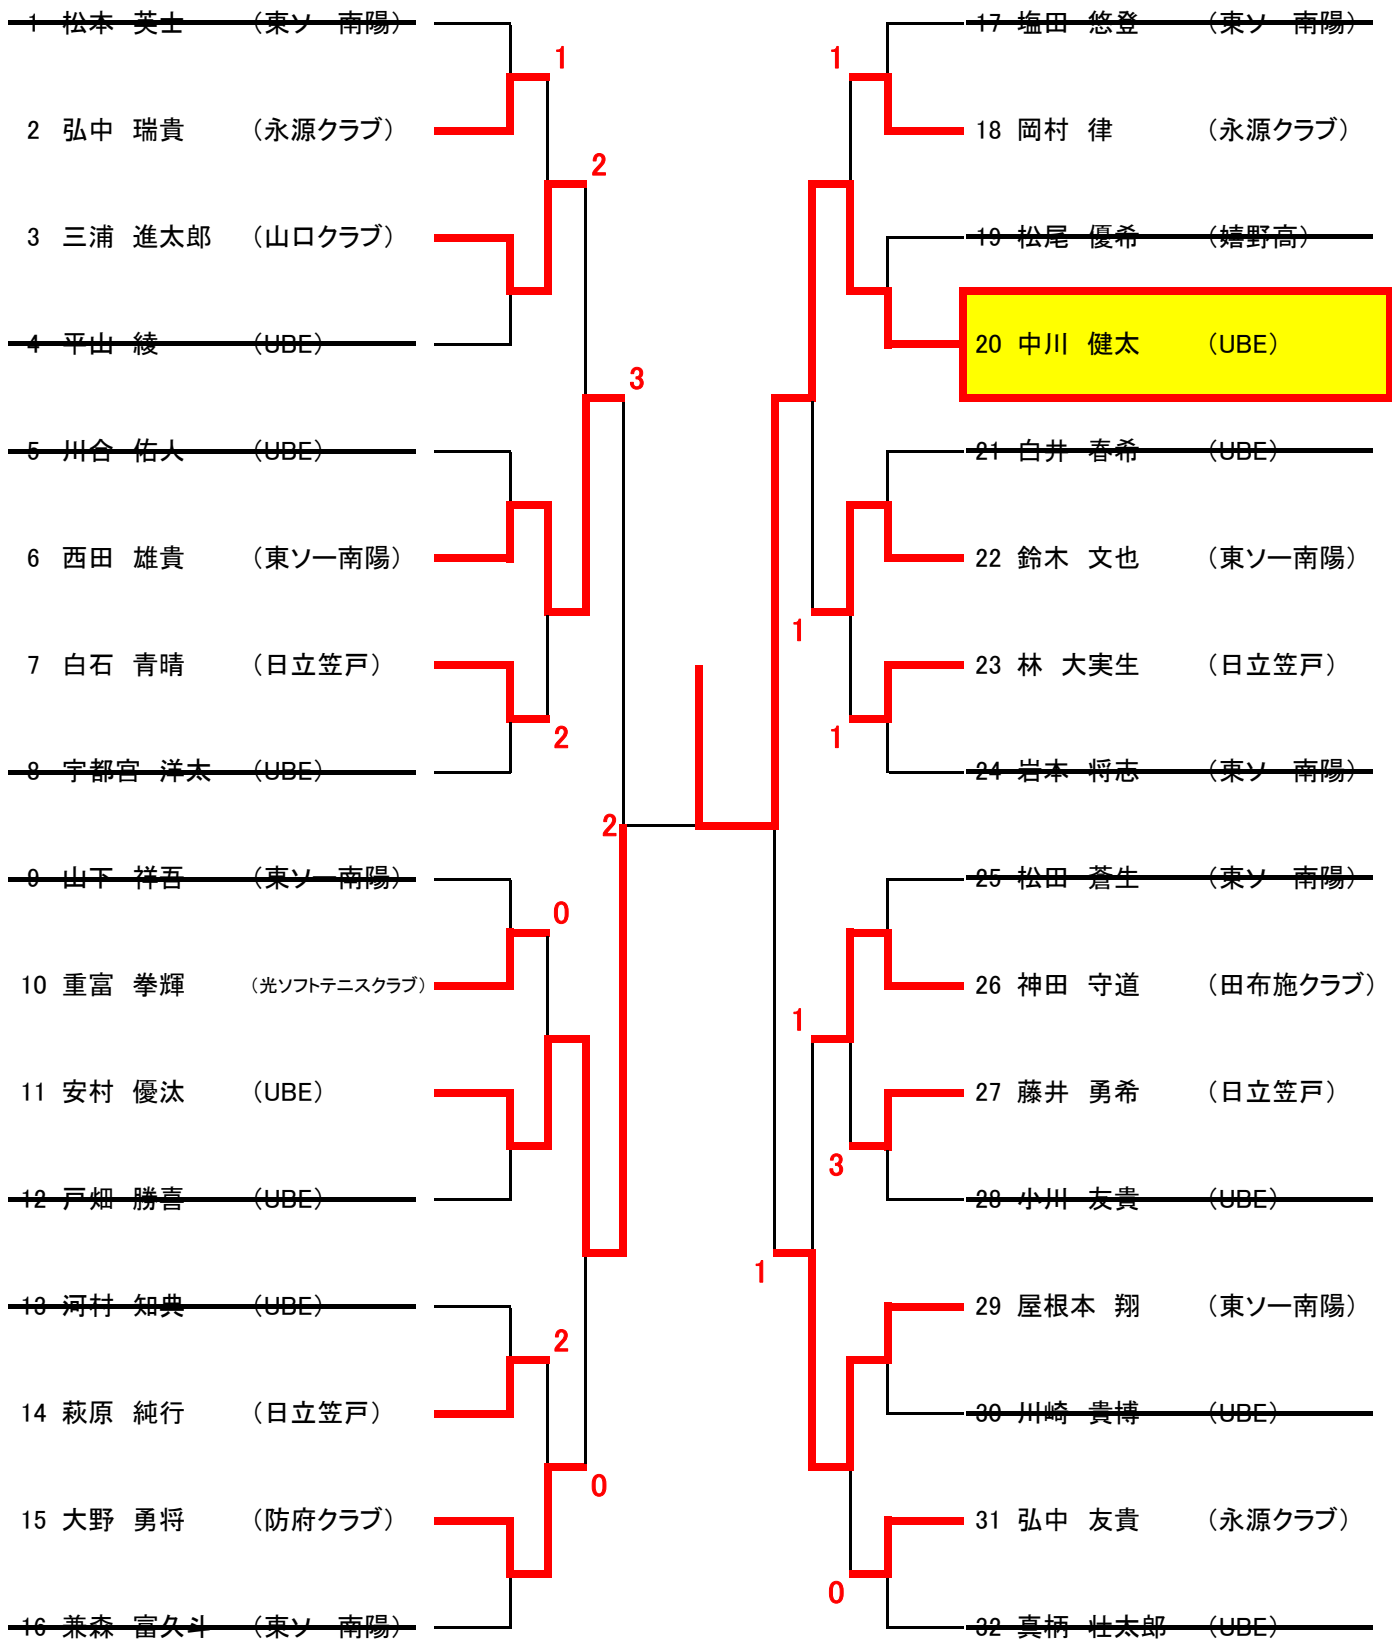 1 松本 英士 （東ソー南陽）
2 弘中 瑞貴 （永源クラブ）
3 三浦 進太郎 （山口クラブ）
4 平山 綾 （UBE）
5 川合 佑人 （UBE）
6 西田 雄貴 （東ソー南陽）
7 白石 青晴 （日立笠戸）
8 宇都宮 洋太 （UBE）
9 山下 祥吾 （東ソー南陽）
10 重富 拳輝 （光ソフトテニスクラブ）
11 安村 優汰 （UBE）
12 戸畑 勝喜 （UBE）
13 河村 知典 （UBE）
14 萩原 純行 （日立笠戸）
15 大野 勇将 （防府クラブ）
16 兼森 富久斗 （東ソー南陽）
1
2
3
2
2
0
2
0
1
1
1
1
3
1
0
17 塩田 悠登 （東ソー南陽）
18 岡村 律 （永源クラブ）
19 松尾 優希 （嬉野高）
20 中川 健太 （UBE）
21 白井 春希 （UBE）
22 鈴木 文也 （東ソー南陽）
23 林 大実生 （日立笠戸）
24 岩本 将志 （東ソー南陽）
25 松田 蒼生 （東ソー南陽）
26 神田 守道 （田布施クラブ）
27 藤井 勇希 （日立笠戸）
28 小川 友貴 （UBE）
29 屋根本 翔 （東ソー南陽）
30 川崎 貴博 （UBE）
31 弘中 友貴 （永源クラブ）
32 真柄 壮太郎 （UBE）